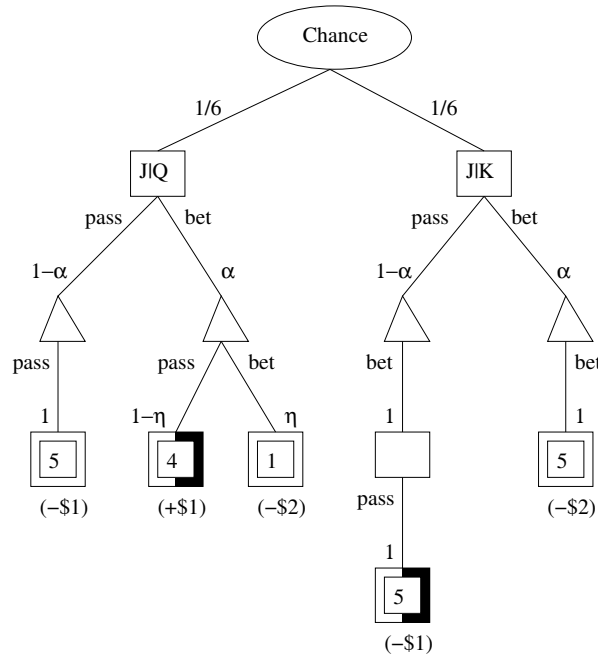 Chance
1/6 1/6
J|Q J|K
pass bet pass bet
1−α α 1−α α
pass pass bet bet bet
1 1−η η 1 1
5 4 1 5
(−$1) (+$1) (−$2) pass (−$2)
1
5
(−$1)